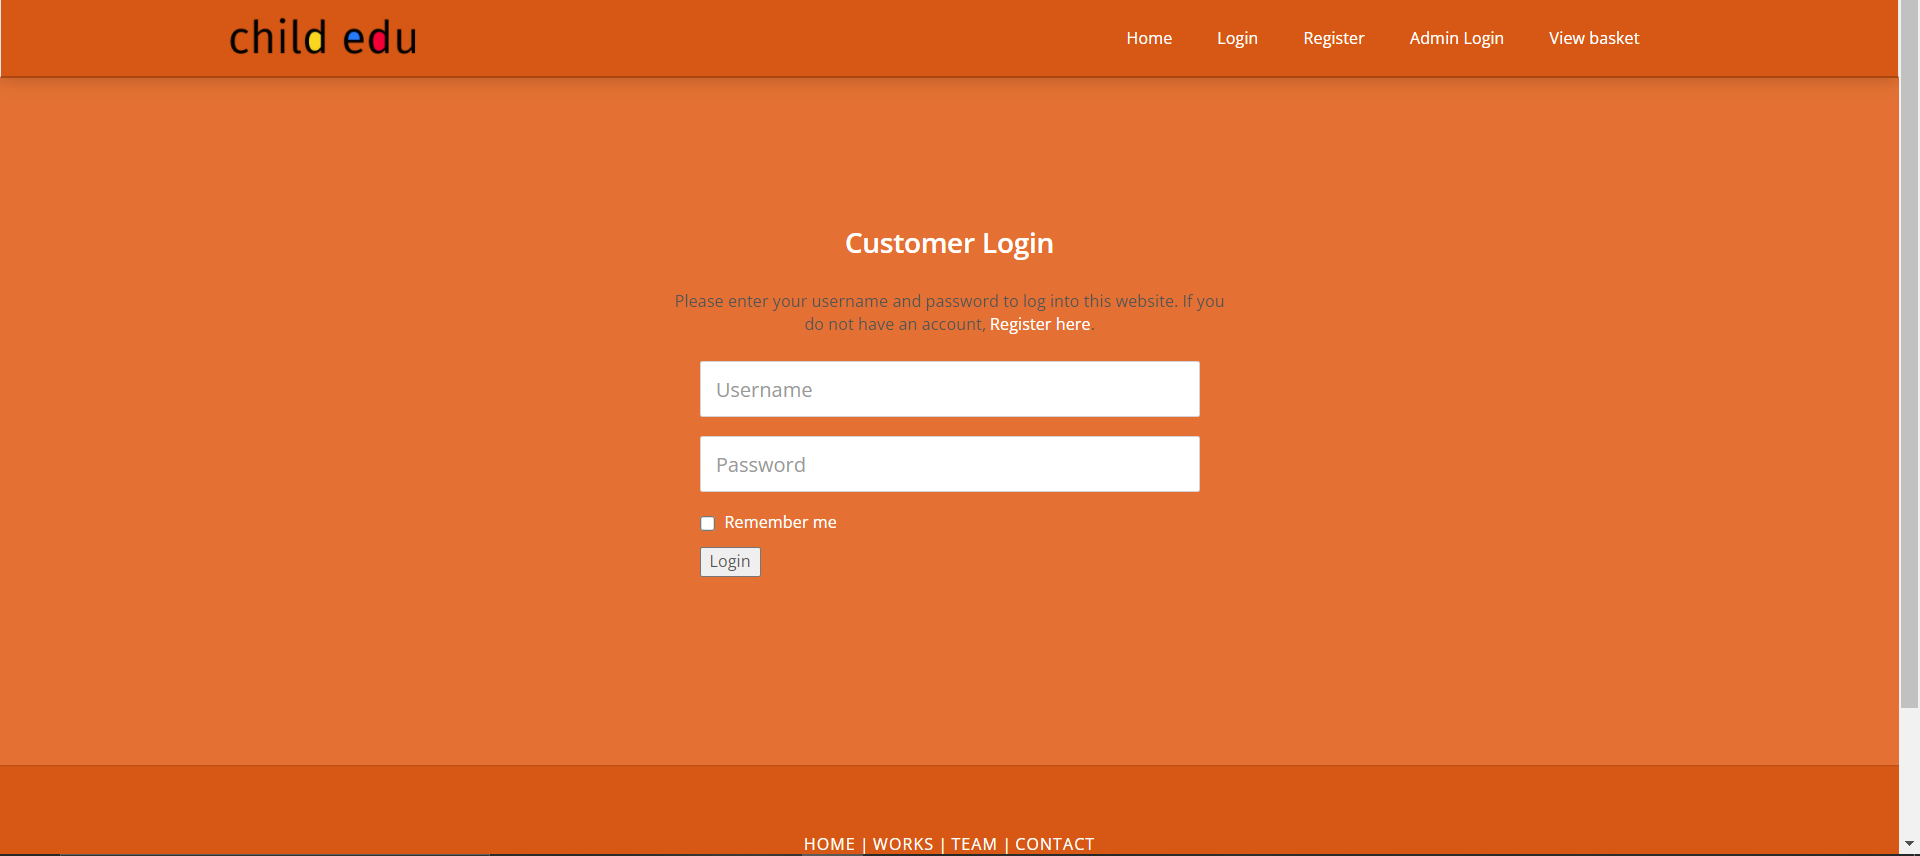 child edu
Home Login Register Admin Login View basket
Customer Login
Please enter your username and password to log into this website. If you
do not have an account, Register here.
Username
Password
Remember me
Login
HOME | WORKS | TEAM | CONTACT